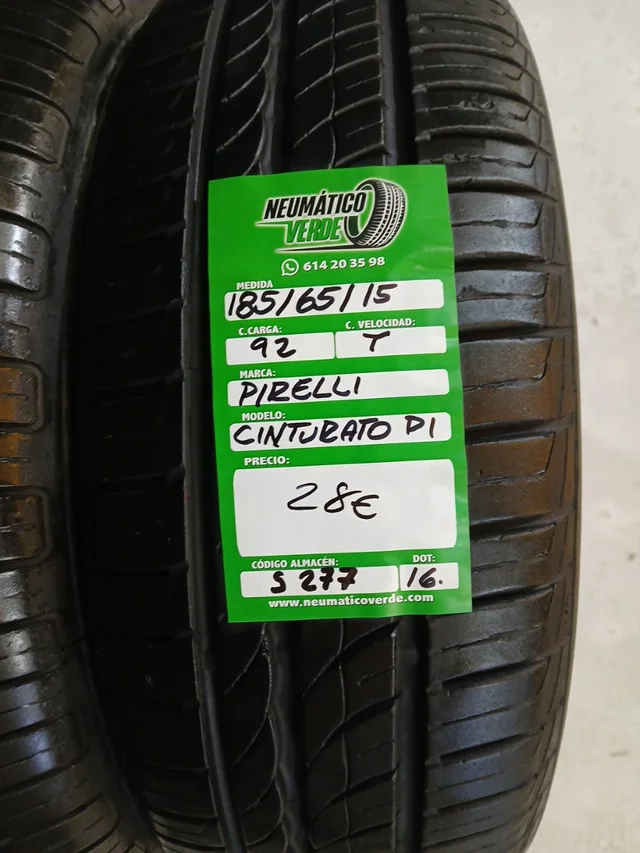 NEUMÁTICO
VERDE
614 20 35 98
MEDIDA
185/65/15
C.CARGA: C. VELOCIDAD:
92 T
MARCA:
PIRELLI
MODELO:
CINTURATO P1
PRECIO:
28€
CÓDIGO ALMACÉN: DOT:
S 277 16.
www.neumaticoverde.com